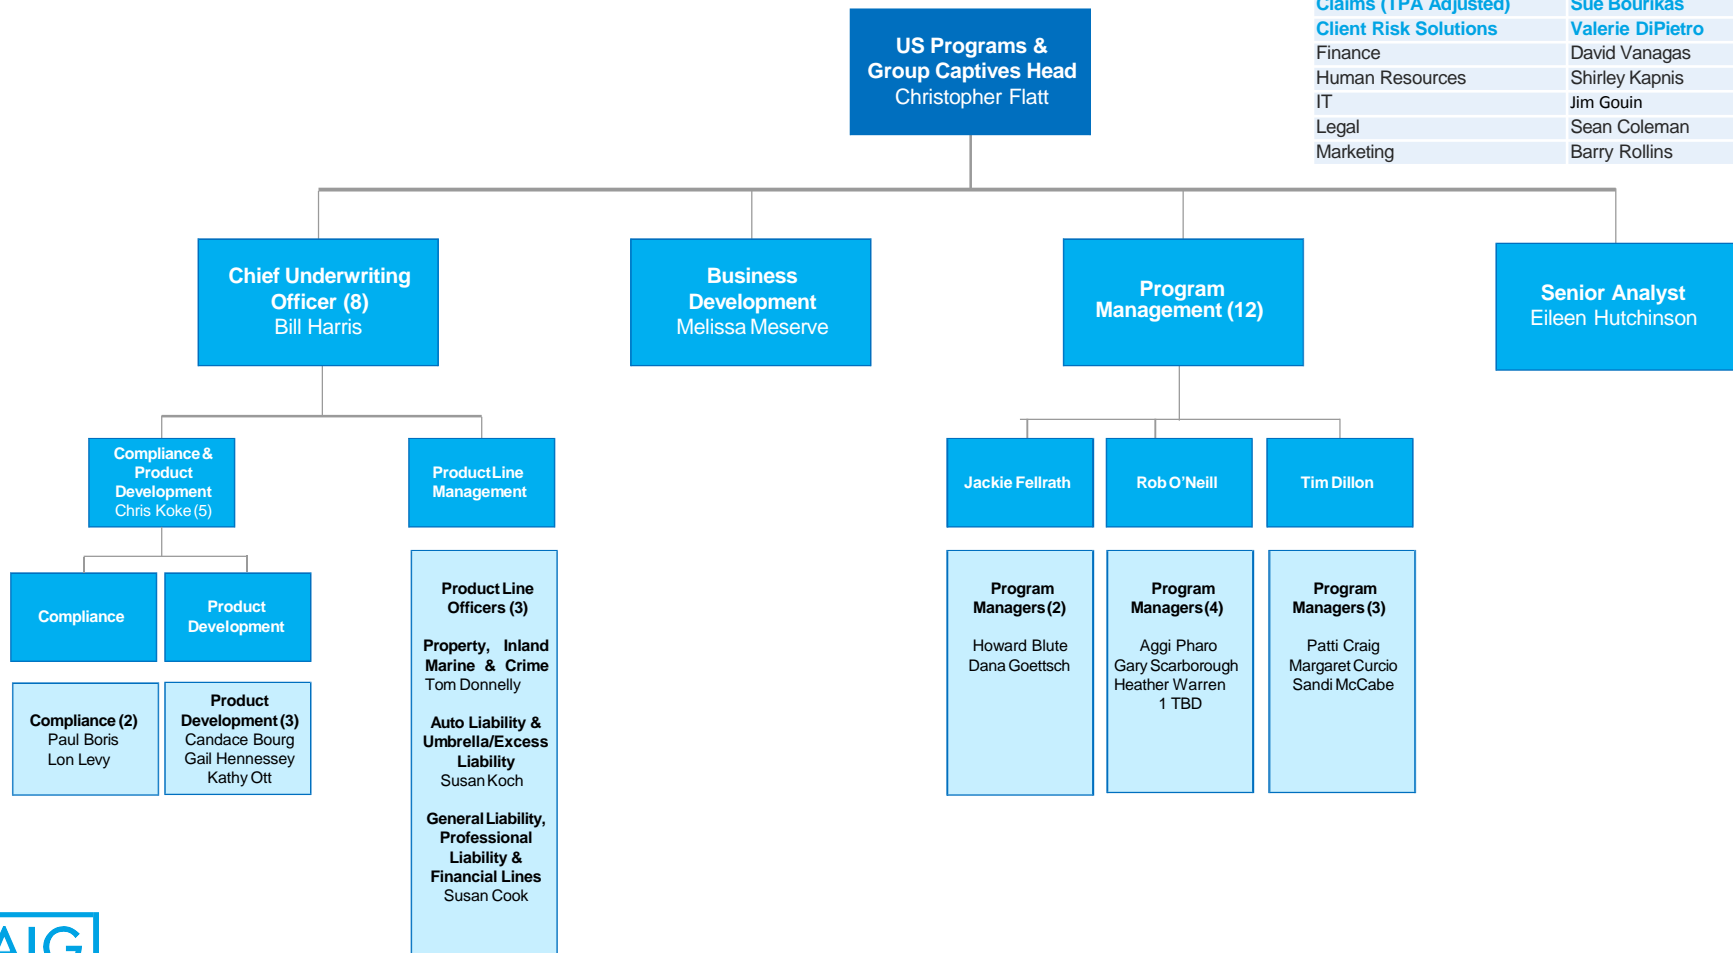 Claims (TPA Adjusted) Sue Bourikas
Client Risk Solutions Valerie DiPietro
Finance David Vanagas
Human Resources Shirley Kapnis
IT Jim Gouin
Legal Sean Coleman
Marketing Barry Rollins
US Programs &
Group Captives Head
Christopher Flatt
Chief Underwriting
Officer (8)
Bill Harris
Business
Development
Melissa Meserve
Program
Management (12)
Senior Analyst
Eileen Hutchinson
Compliance &
Product
Development
Chris Koke (5)
Product Line
Management
Jackie Fellrath
Rob O'Neill
Tim Dillon
Compliance
Product
Development
Compliance (2)
Paul Boris
Lon Levy
Product
Development (3)
Candace Bourg
Gail Hennessey
Kathy Ott
Product Line
Officers (3)
Property, Inland
Marine & Crime
Tom Donnelly
Auto Liability &
Umbrella/Excess
Liability
Susan Koch
General Liability,
Professional
Liability &
Financial Lines
Susan Cook
Program
Managers (2)
Howard Blute
Dana Goettsch
Program
Managers (4)
Aggi Pharo
Gary Scarborough
Heather Warren
1 TBD
Program
Managers (3)
Patti Craig
Margaret Curcio
Sandi McCabe
AIG